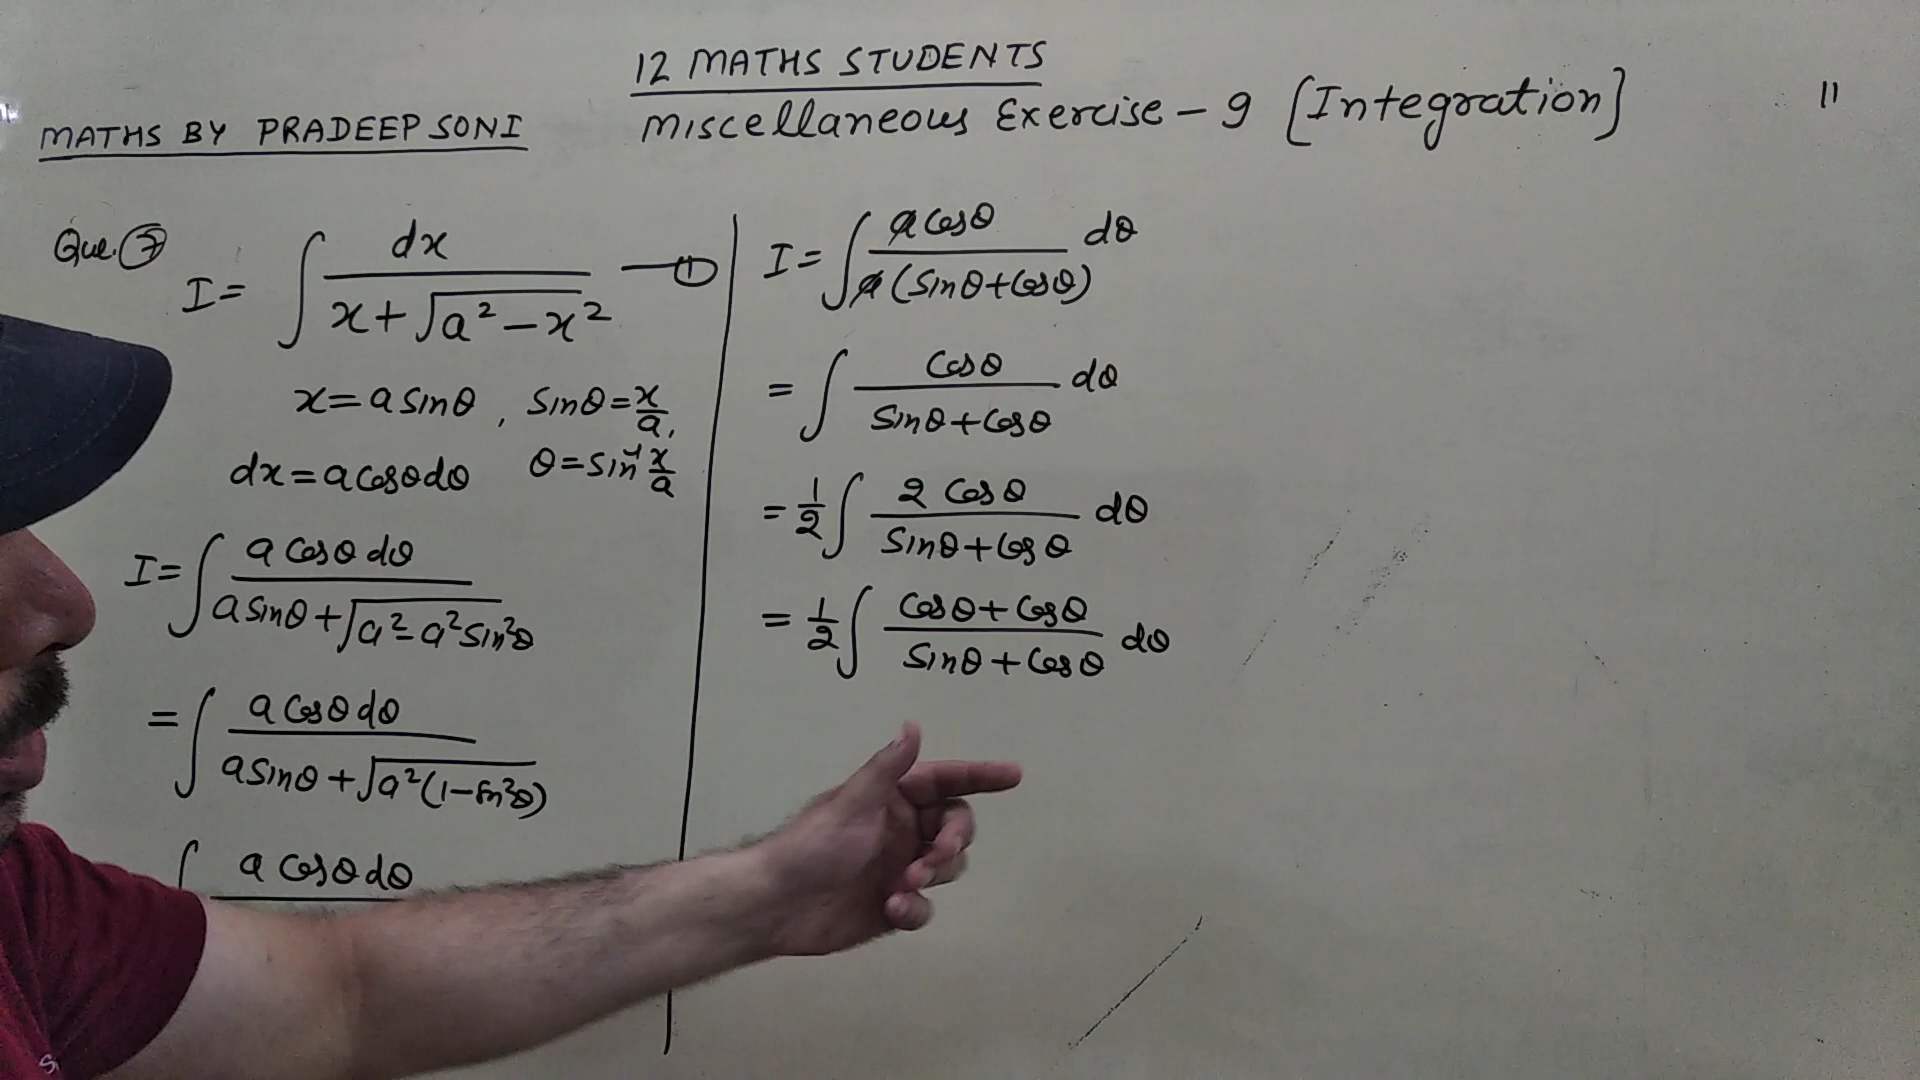 12 MATHS STUDENTS
MATHS BY PRADEEP SONI
Miscellaneous Exercise - 9 [Integration]
11
Que. 7
I = ∫ dx / (x + √(a² - x²)) — ①
x = a sinθ, sinθ = x/a,
dx = a cosθ dθ θ = sin⁻¹ x/a
I = ∫ a cosθ dθ / (a sinθ + √(a² - a² sin²θ))
= ∫ a cosθ dθ / (a sinθ + √(a²(1 - sin²θ)))
∫ a cosθ dθ
I = ∫ a cosθ / (a (sinθ + cosθ)) dθ
= ∫ cosθ / (sinθ + cosθ) dθ
= 1/2 ∫ 2 cosθ / (sinθ + cosθ) dθ
= 1/2 ∫ (cosθ + cosθ) / (sinθ + cosθ) dθ